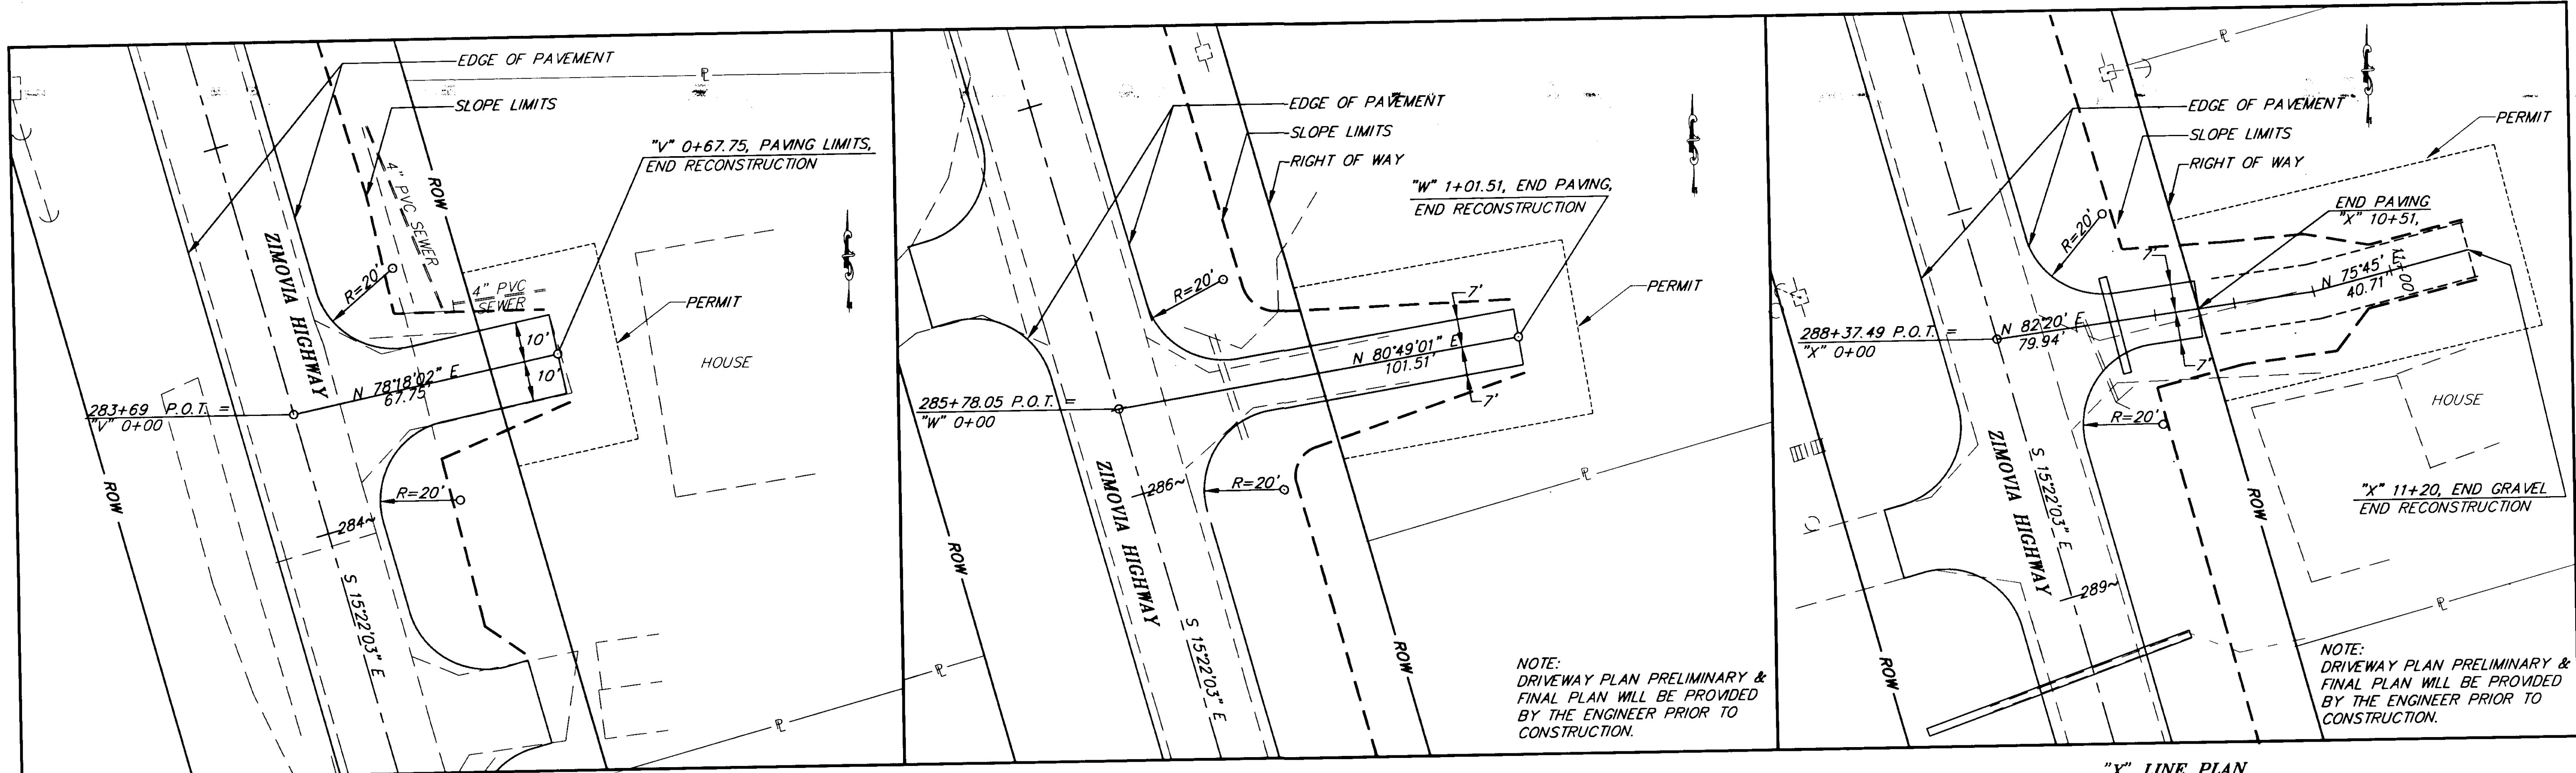 EDGE OF PAVEMENT
SLOPE LIMITS
"V" 0+67.75, PAVING LIMITS,
END RECONSTRUCTION
4" PVC SEWER
ROW
ZIMOVIA HIGHWAY
R=20'
4" PVC
SEWER
PERMIT
HOUSE
10'
10'
N 78°18'02" E
67.75'
283+69 P.O.T. =
"V" 0+00
ROW
R=20'
284~
S 15°22'03" E
℄
℄
EDGE OF PAVEMENT
SLOPE LIMITS
RIGHT OF WAY
"W" 1+01.51, END PAVING,
END RECONSTRUCTION
R=20'
PERMIT
7'
N 80°49'01" E
101.51'
7'
285+78.05 P.O.T. =
"W" 0+00
ZIMOVIA HIGHWAY
286~
R=20'
ROW
S 15°22'03" E
ROW
NOTE:
DRIVEWAY PLAN PRELIMINARY &
FINAL PLAN WILL BE PROVIDED
BY THE ENGINEER PRIOR TO
CONSTRUCTION.
EDGE OF PAVEMENT
SLOPE LIMITS
RIGHT OF WAY
PERMIT
END PAVING
"X" 10+51,
R=20'
7'
N 75°45'
40.71'
11+00
288+37.49 P.O.T. =
"X" 0+00
N 82°20' E
79.94'
7'
R=20'
HOUSE
ZIMOVIA HIGHWAY
S 15°22'03" E
ROW
"X" 11+20, END GRAVEL
END RECONSTRUCTION
289~
ROW
NOTE:
DRIVEWAY PLAN PRELIMINARY &
FINAL PLAN WILL BE PROVIDED
BY THE ENGINEER PRIOR TO
CONSTRUCTION.
"X" LINE PLAN